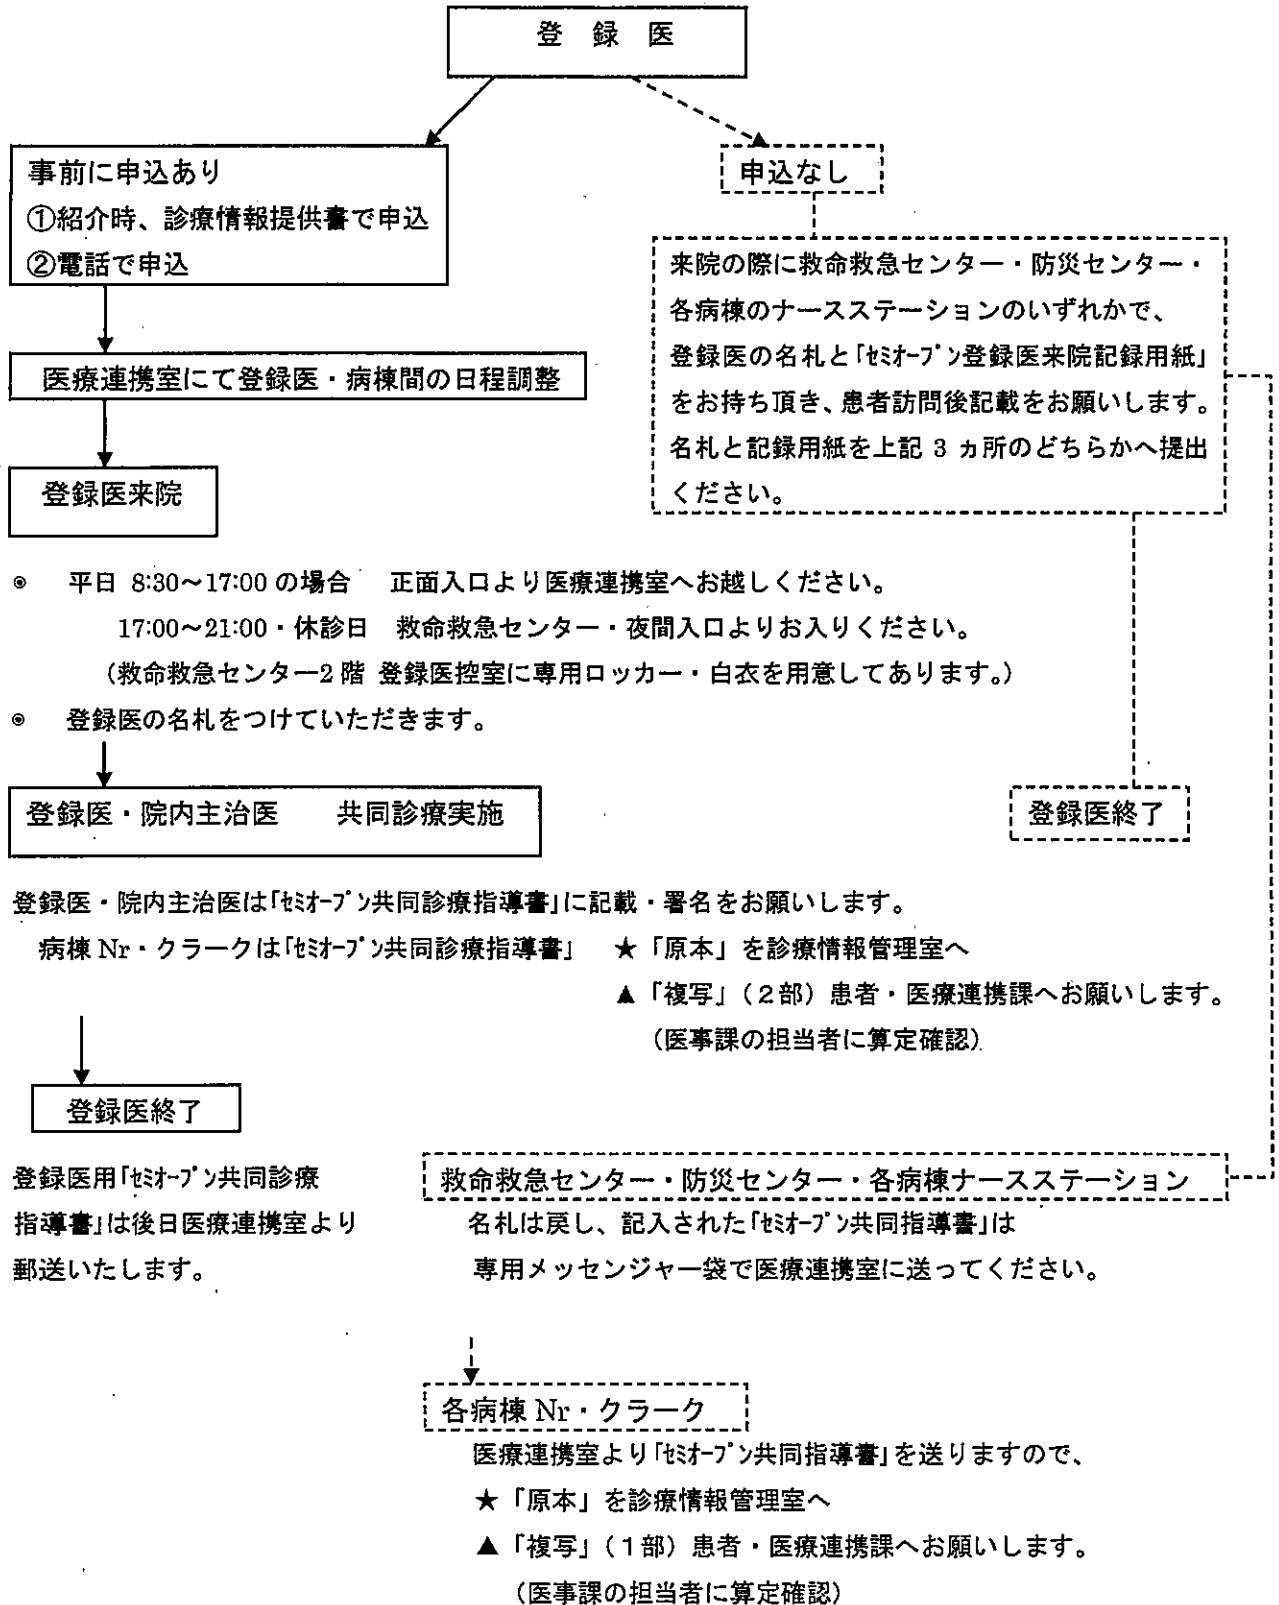 登 録 医
事前に申込あり
①紹介時、診療情報提供書で申込
②電話で申込
申込なし
来院の際に救命救急センター・防災センター・
各病棟のナースステーションのいずれかで、
登録医の名札と「ｾﾐｵｰﾌﾟﾝ登録医来院記録用紙」
をお持ち頂き、患者訪問後記載をお願いします。
名札と記録用紙を上記 3 ヵ所のどちらかへ提出
ください。
医療連携室にて登録医・病棟間の日程調整
登録医来院
◎ 平日 8:30～17:00 の場合 正面入口より医療連携室へお越しください。
17:00～21:00・休診日 救命救急センター・夜間入口よりお入りください。
（救命救急センター2 階 登録医控室に専用ロッカー・白衣を用意してあります。）
◎ 登録医の名札をつけていただきます。
登録医・院内主治医 共同診療実施
登録医終了
登録医・院内主治医は「ｾﾐｵｰﾌﾟﾝ共同診療指導書」に記載・署名をお願いします。
病棟 Nr・クラークは「ｾﾐｵｰﾌﾟﾝ共同診療指導書」 ★「原本」を診療情報管理室へ
▲「複写」（２部）患者・医療連携課へお願いします。
（医事課の担当者に算定確認）
登録医終了
登録医用「ｾﾐｵｰﾌﾟﾝ共同診療
指導書」は後日医療連携室より
郵送いたします。
救命救急センター・防災センター・各病棟ナースステーション
名札は戻し、記入された「ｾﾐｵｰﾌﾟﾝ共同指導書」は
専用メッセンジャー袋で医療連携室に送ってください。
各病棟 Nr・クラーク
医療連携室より「ｾﾐｵｰﾌﾟﾝ共同指導書」を送りますので、
★「原本」を診療情報管理室へ
▲「複写」（１部）患者・医療連携課へお願いします。
（医事課の担当者に算定確認）